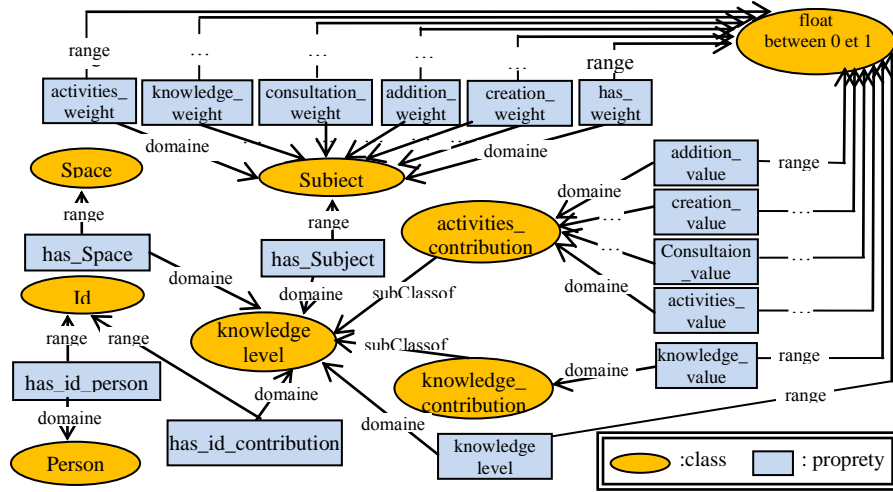 float
between 0 et 1
range
...
...
...
...
range
activities_
weight
knowledge_
weight
consultation_
weight
addition_
weight
creation_
weight
has_
weight
domaine
...
...
domaine
Space
Subject
addition_
value
range
domaine
range
range
activities_
contribution
creation_
value
...
has_Space
has_Subject
...
Consultaion
_value
...
domaine
domaine
domaine
activities_
value
...
Id
subClassof
knowledge
level
range
range
subClassof
knowledge_
value
range
has_id_person
domaine
knowledge_
contribution
domaine
range
domaine
has_id_contribution
domaine
knowledge
level
Person
:class
: proprety